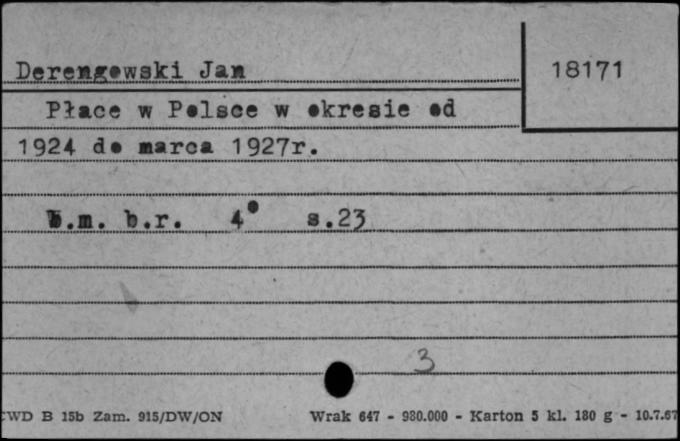 Derengowski Jan
18171
Płace w Polsce w okresie od
1924 do marca 1927r.
b.m. b.r. 4° s.23
3
CWD B 15b Zam. 915/DW/ON Wrak 647 - 980.000 - Karton 5 kl. 180 g - 10.7.67